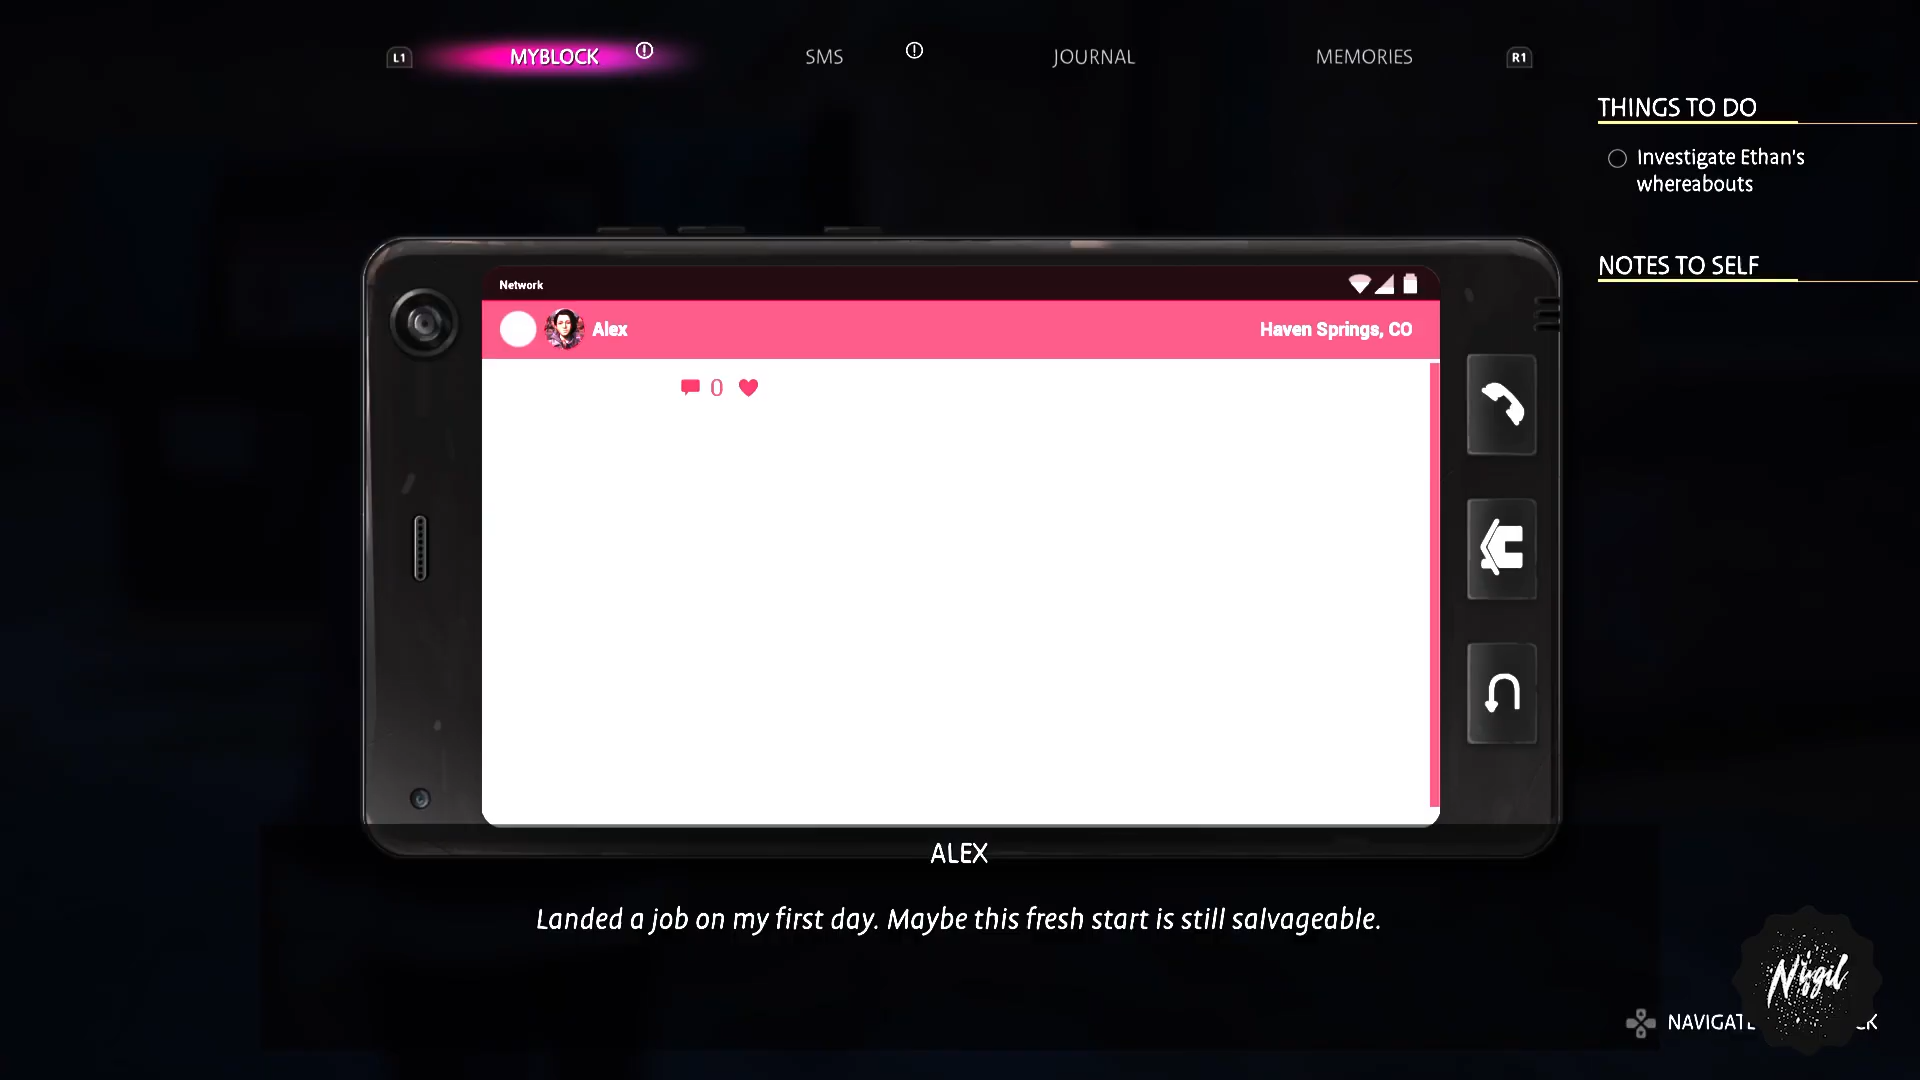 L1
MYBLOCK
SMS
JOURNAL
MEMORIES
R1
THINGS TO DO
Investigate Ethan's
whereabouts
NOTES TO SELF
Network
Alex
Haven Springs, CO
0
ALEX
Landed a job on my first day. Maybe this fresh start is still salvageable.